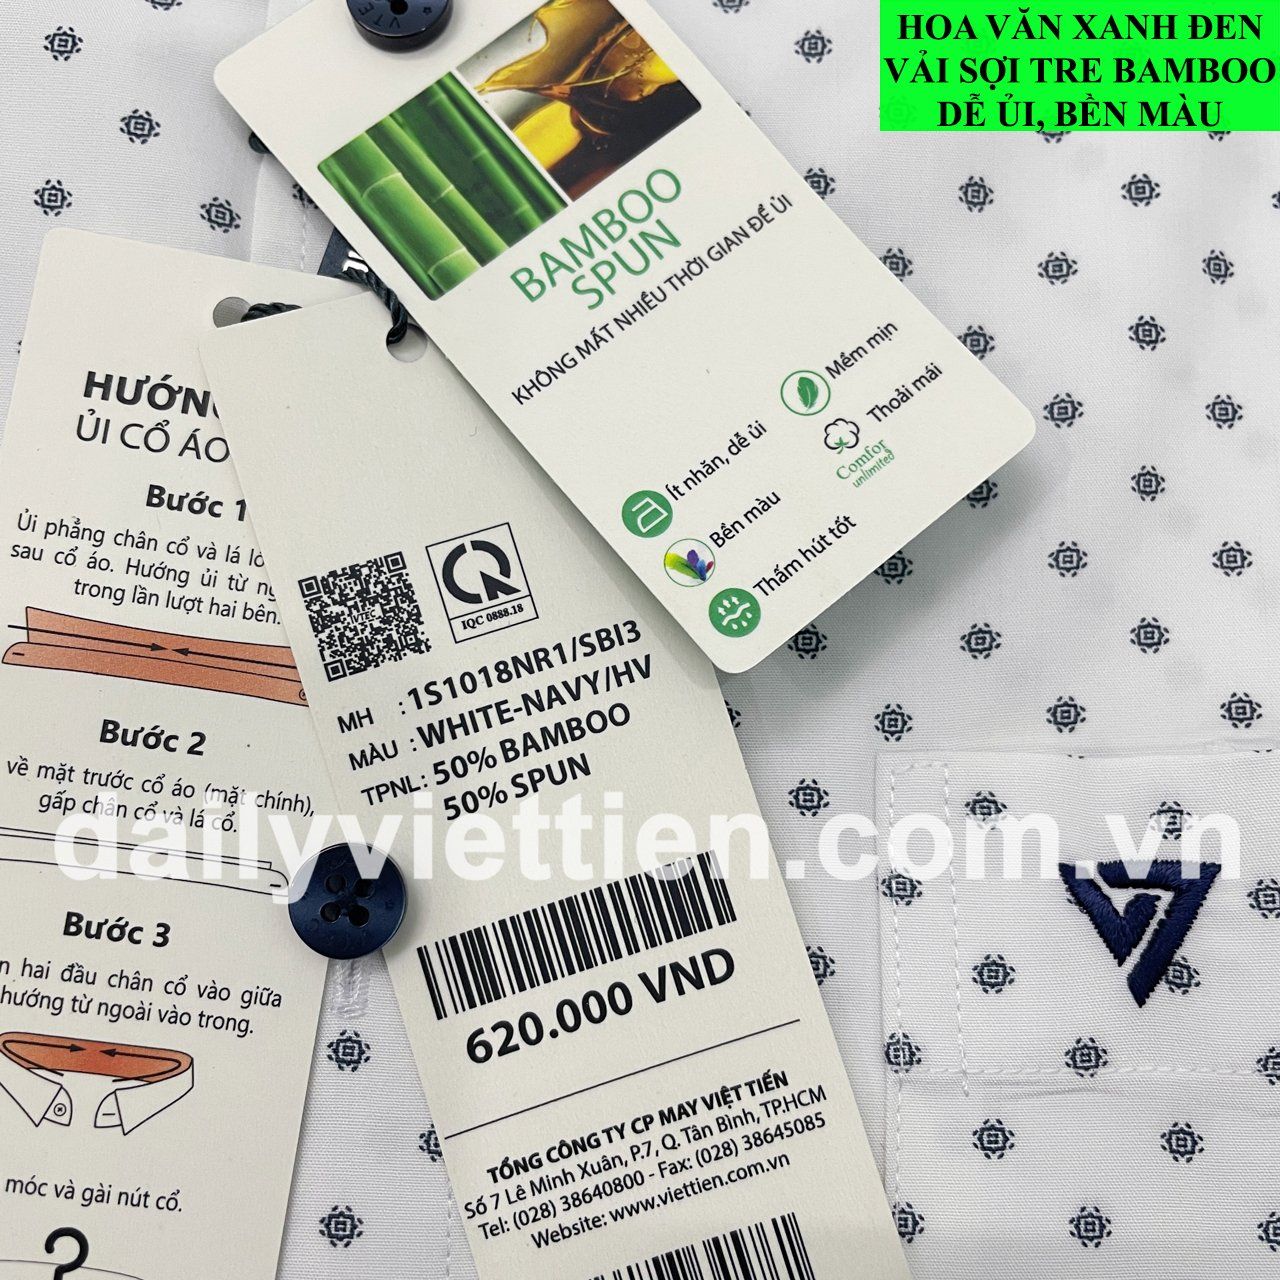 HOA VĂN XANH ĐEN
VẢI SỢI TRE BAMBOO
DỄ ỦI, BỀN MÀU
BAMBOO
SPUN
KHÔNG MẤT NHIỀU THỜI GIAN ĐỂ ỦI
Mềm mịn
Thoải mái
Comfor
unlimited
Ít nhăn, dễ ủi
Bền màu
Thấm hút tốt
ỦI CỔ ÁO
Bước 1
Ủi phẳng chân cổ và lá
sau cổ áo. Hướng ủi từ
trong lần lượt hai bên.
Bước 2
về mặt trước cổ áo (mặt chính),
gấp chân cổ và lá cổ.
Bước 3
hai đầu chân cổ vào giữa
hướng từ ngoài vào trong.
móc và gài nút cổ.
IVTEC
IQC 0888.18
MH : 1S1018NR1/SBI3
MÀU : WHITE-NAVY/HV
TPNL : 50% BAMBOO
50% SPUN
620.000 VND
TỔNG CÔNG TY CP MAY VIỆT TIẾN
Số 7 Lê Minh Xuân, P.7, Q. Tân Bình, TP.HCM
Tel: (028) 38640800 - Fax: (028) 38645085
Website: www.viettien.com.vn
dailyviettien.com.vn